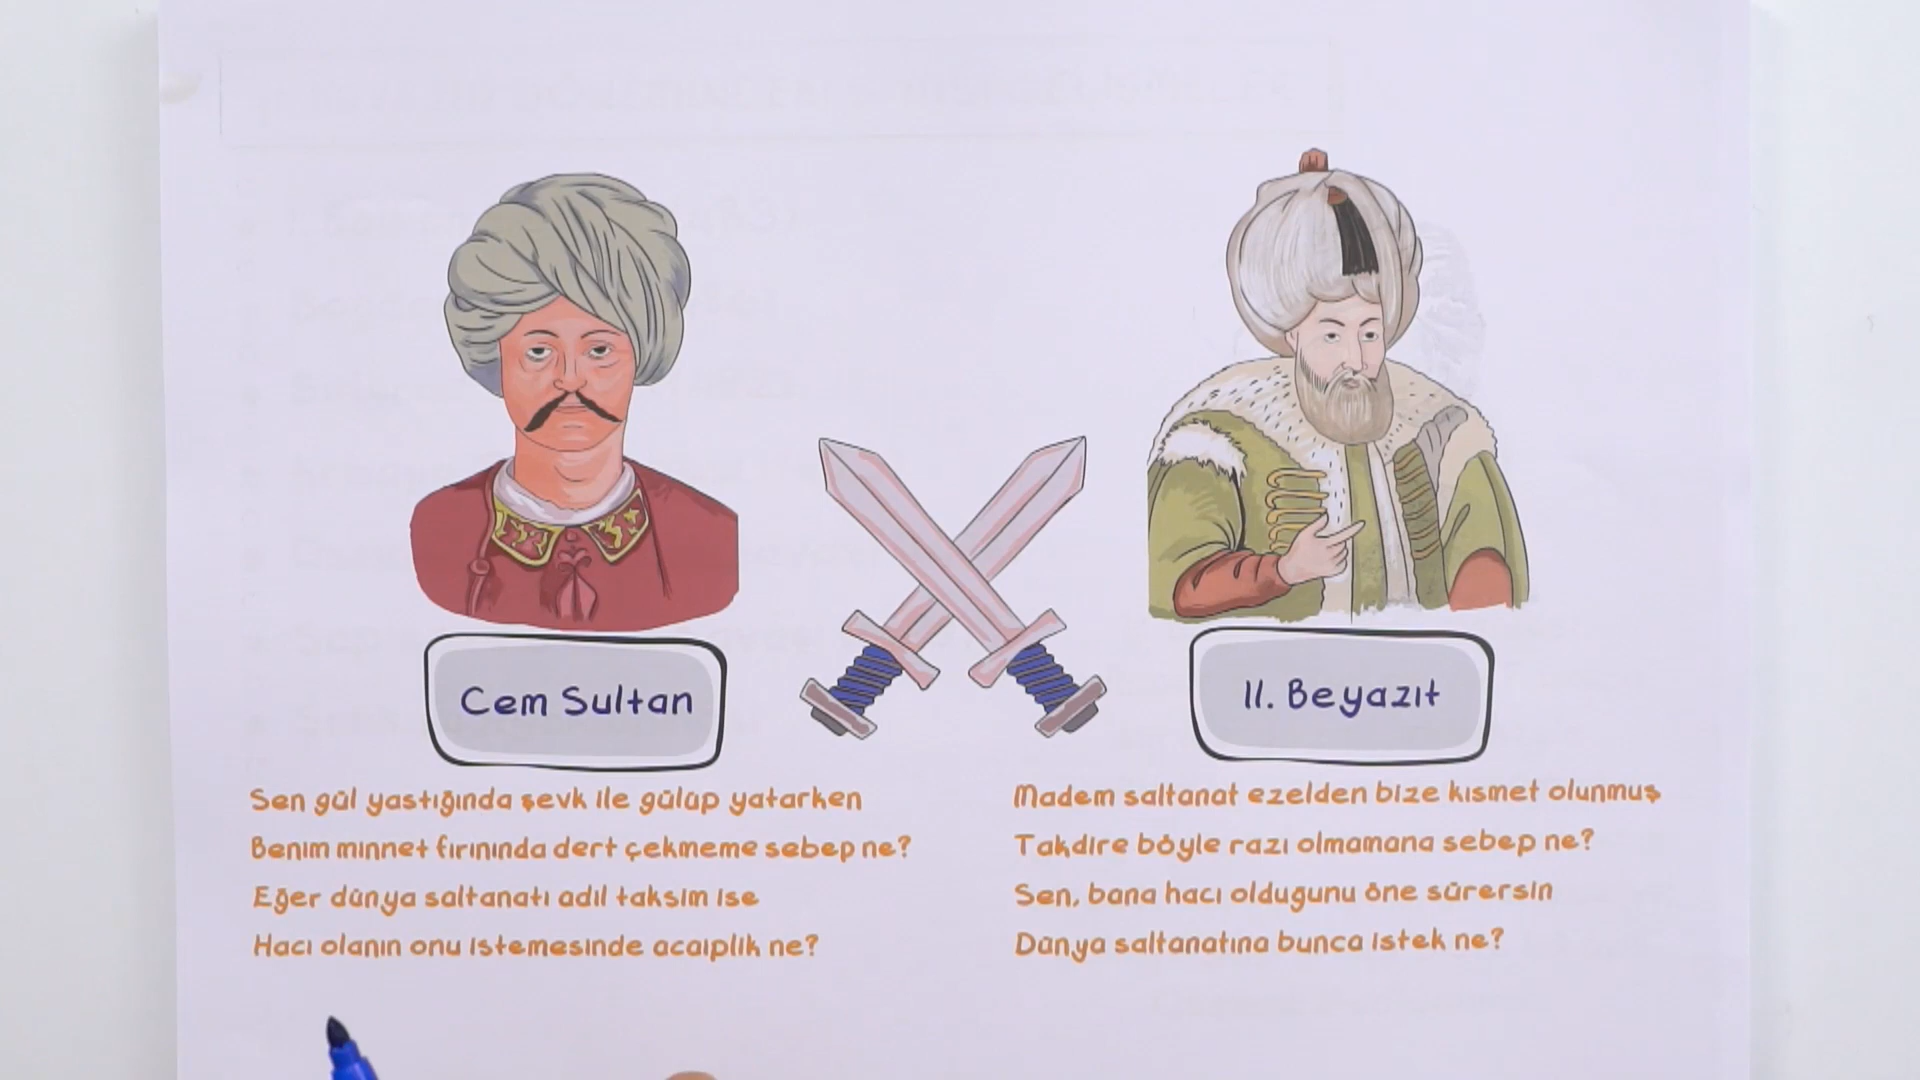 Cem Sultan
Sen gül yastığında şevk ile gülüp yatarken
Benim minnet fırınında dert çekmeme sebep ne?
Eğer dünya saltanatı adil taksim ise
Hacı olanın onu istemesinde acaiplik ne?
II. Beyazıt
Madem saltanat ezelden bize kısmet olunmuş
Takdire böyle razı olmamana sebep ne?
Sen, bana hacı olduğunu öne sürersin
Dünya saltanatına bunca istek ne?